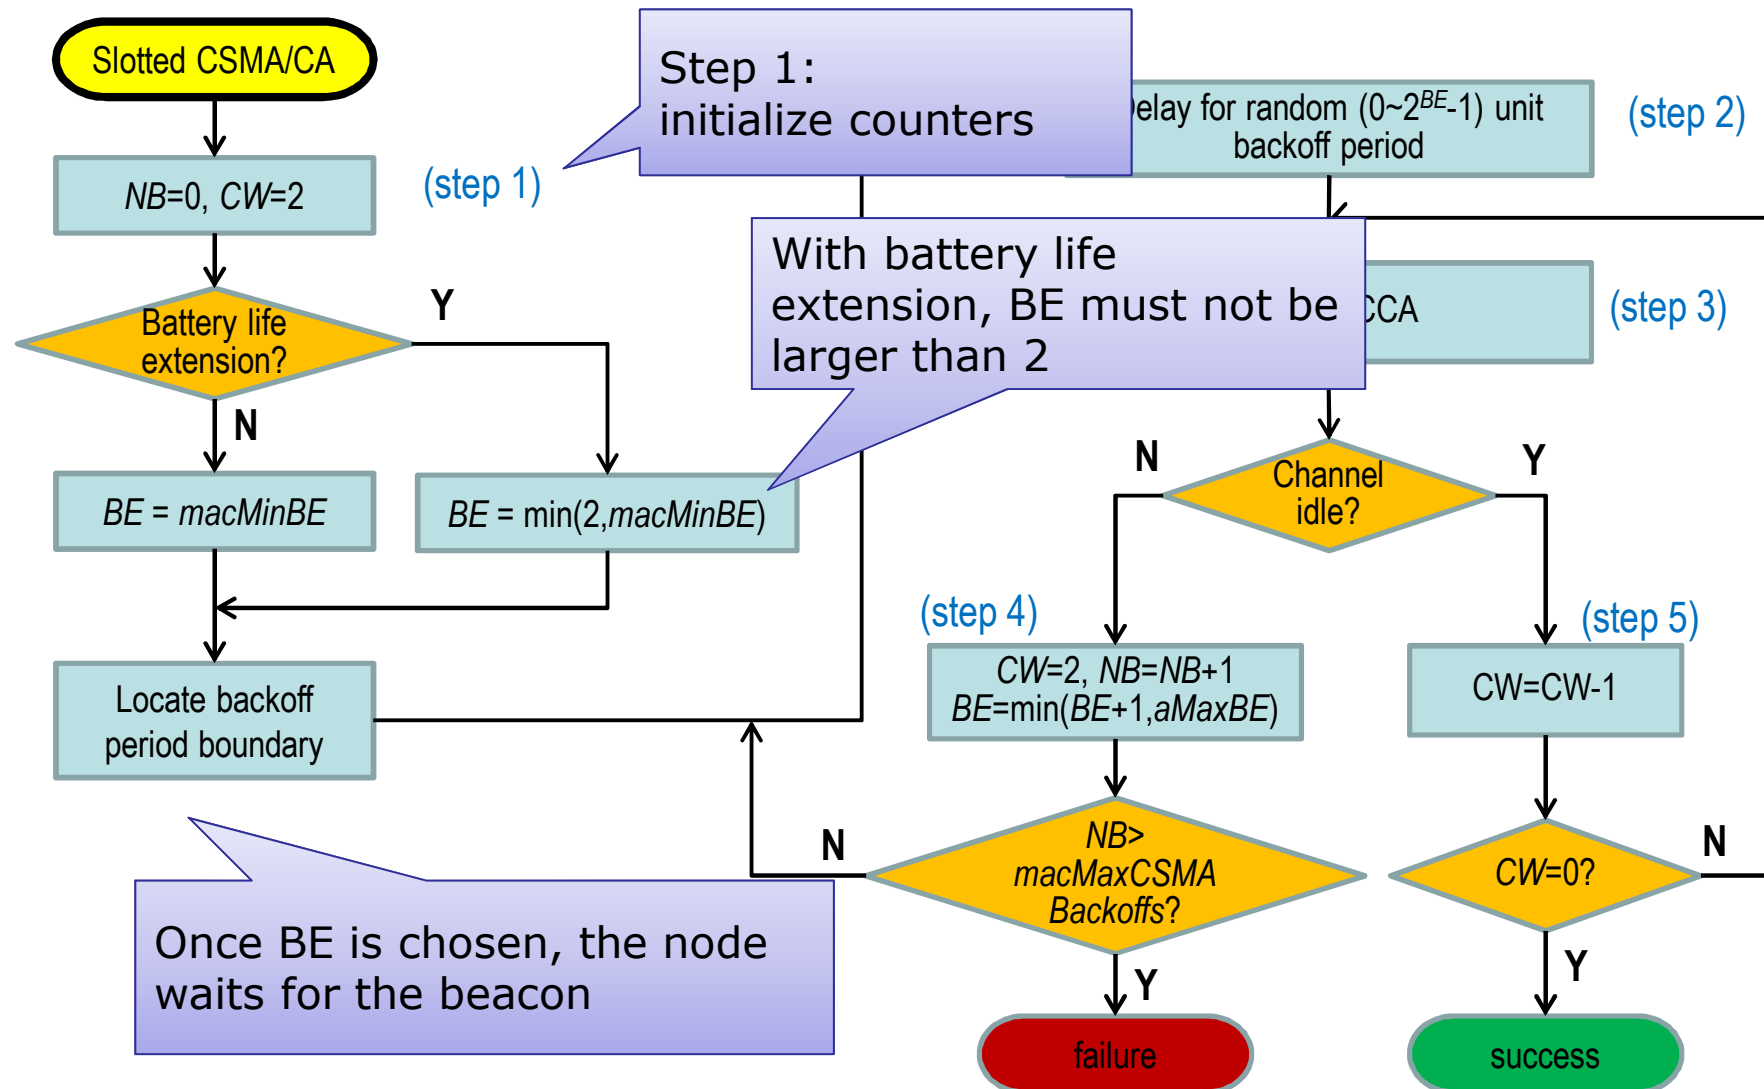 Slotted CSMA/CA
Step 1:
initialize counters
elay for random (0~2^BE-1) unit
backoff period
(step 2)
NB=0, CW=2
(step 1)
With battery life
extension, BE must not be
larger than 2
CCA
(step 3)
Battery life
extension?
Y
N
BE = macMinBE
BE = min(2,macMinBE)
N
Channel
idle?
Y
(step 4)
(step 5)
CW=2, NB=NB+1
BE=min(BE+1,aMaxBE)
CW=CW-1
Locate backoff
period boundary
N
NB>
macMaxCSMA
Backoffs?
CW=0?
N
Once BE is chosen, the node
waits for the beacon
Y
Y
failure
success